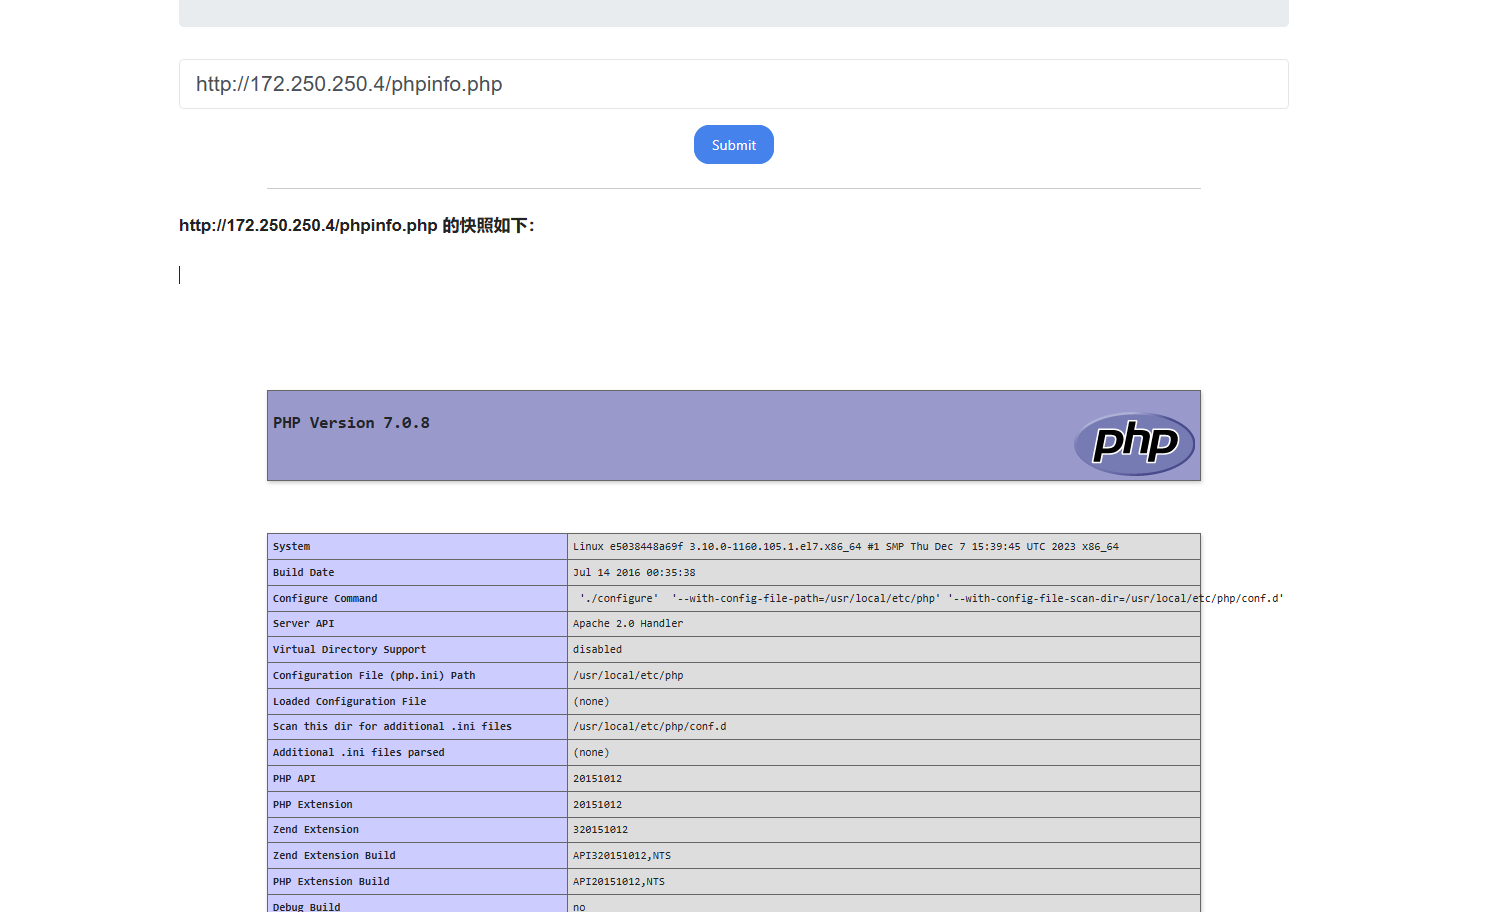 http://172.250.250.4/phpinfo.php
Submit
http://172.250.250.4/phpinfo.php 的快照如下：
PHP Version 7.0.8
php
System Linux e5038448a69f 3.10.0-1160.105.1.el7.x86_64 #1 SMP Thu Dec 7 15:39:45 UTC 2023 x86_64
Build Date Jul 14 2016 00:35:38
Configure Command './configure' '--with-config-file-path=/usr/local/etc/php' '--with-config-file-scan-dir=/usr/local/etc/php/conf.d'
Server API Apache 2.0 Handler
Virtual Directory Support disabled
Configuration File (php.ini) Path /usr/local/etc/php
Loaded Configuration File (none)
Scan this dir for additional .ini files /usr/local/etc/php/conf.d
Additional .ini files parsed (none)
PHP API 20151012
PHP Extension 20151012
Zend Extension 320151012
Zend Extension Build API320151012,NTS
PHP Extension Build API20151012,NTS
Debug Build no